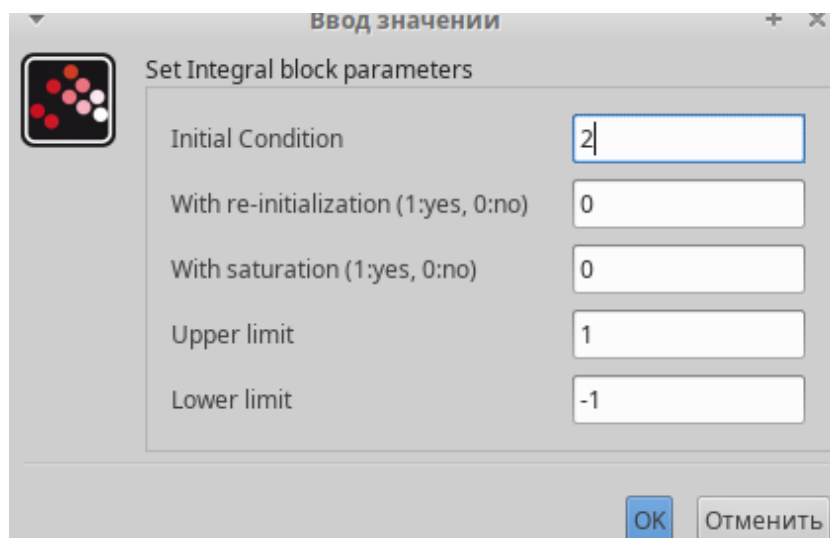 Ввод значений
Set Integral block parameters
Initial Condition 2
With re-initialization (1:yes, 0:no) 0
With saturation (1:yes, 0:no) 0
Upper limit 1
Lower limit -1
OK Отменить